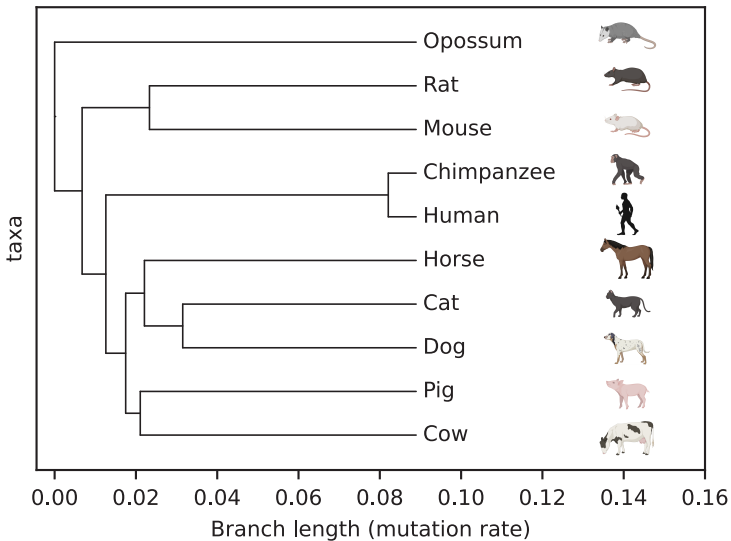 Opossum
Rat
Mouse
Chimpanzee
Human
Horse
Cat
Dog
Pig
Cow
taxa
0.00 0.02 0.04 0.06 0.08 0.10 0.12 0.14 0.16
Branch length (mutation rate)